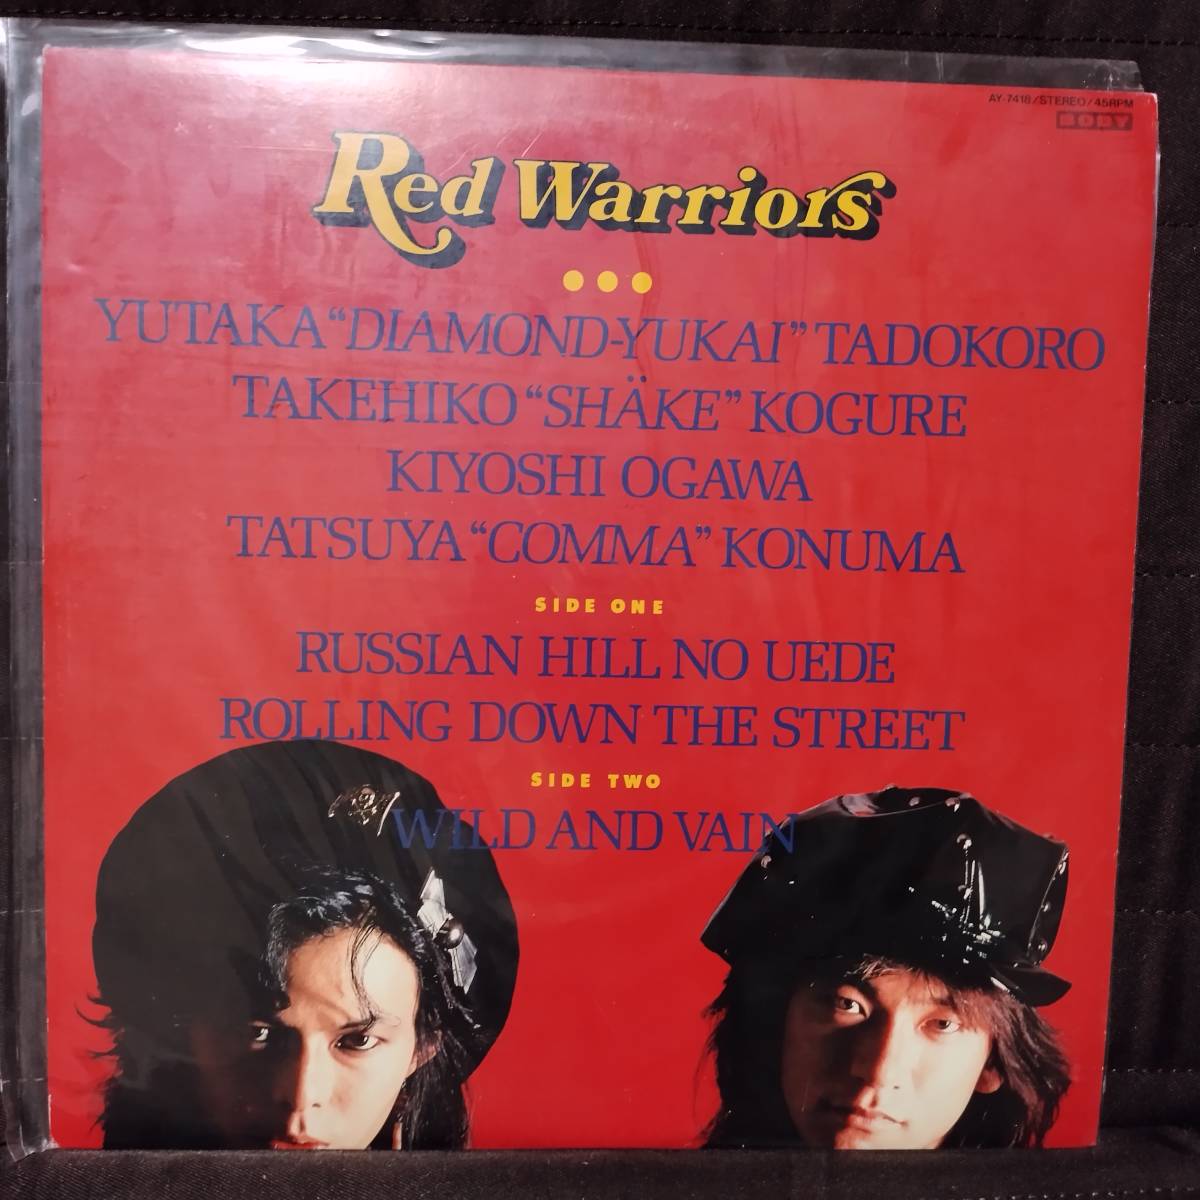 AY-7418/STEREO/45RPM
BODY
Red Warriors
YUTAKA “DIAMOND-YUKAI” TADOKORO
TAKEHIKO “SHÄKE” KOGURE
KIYOSHI OGAWA
TATSUYA “COMMA” KONUMA
SIDE ONE
RUSSIAN HILL NO UEDE
ROLLING DOWN THE STREET
SIDE TWO
WILD AND VAIN